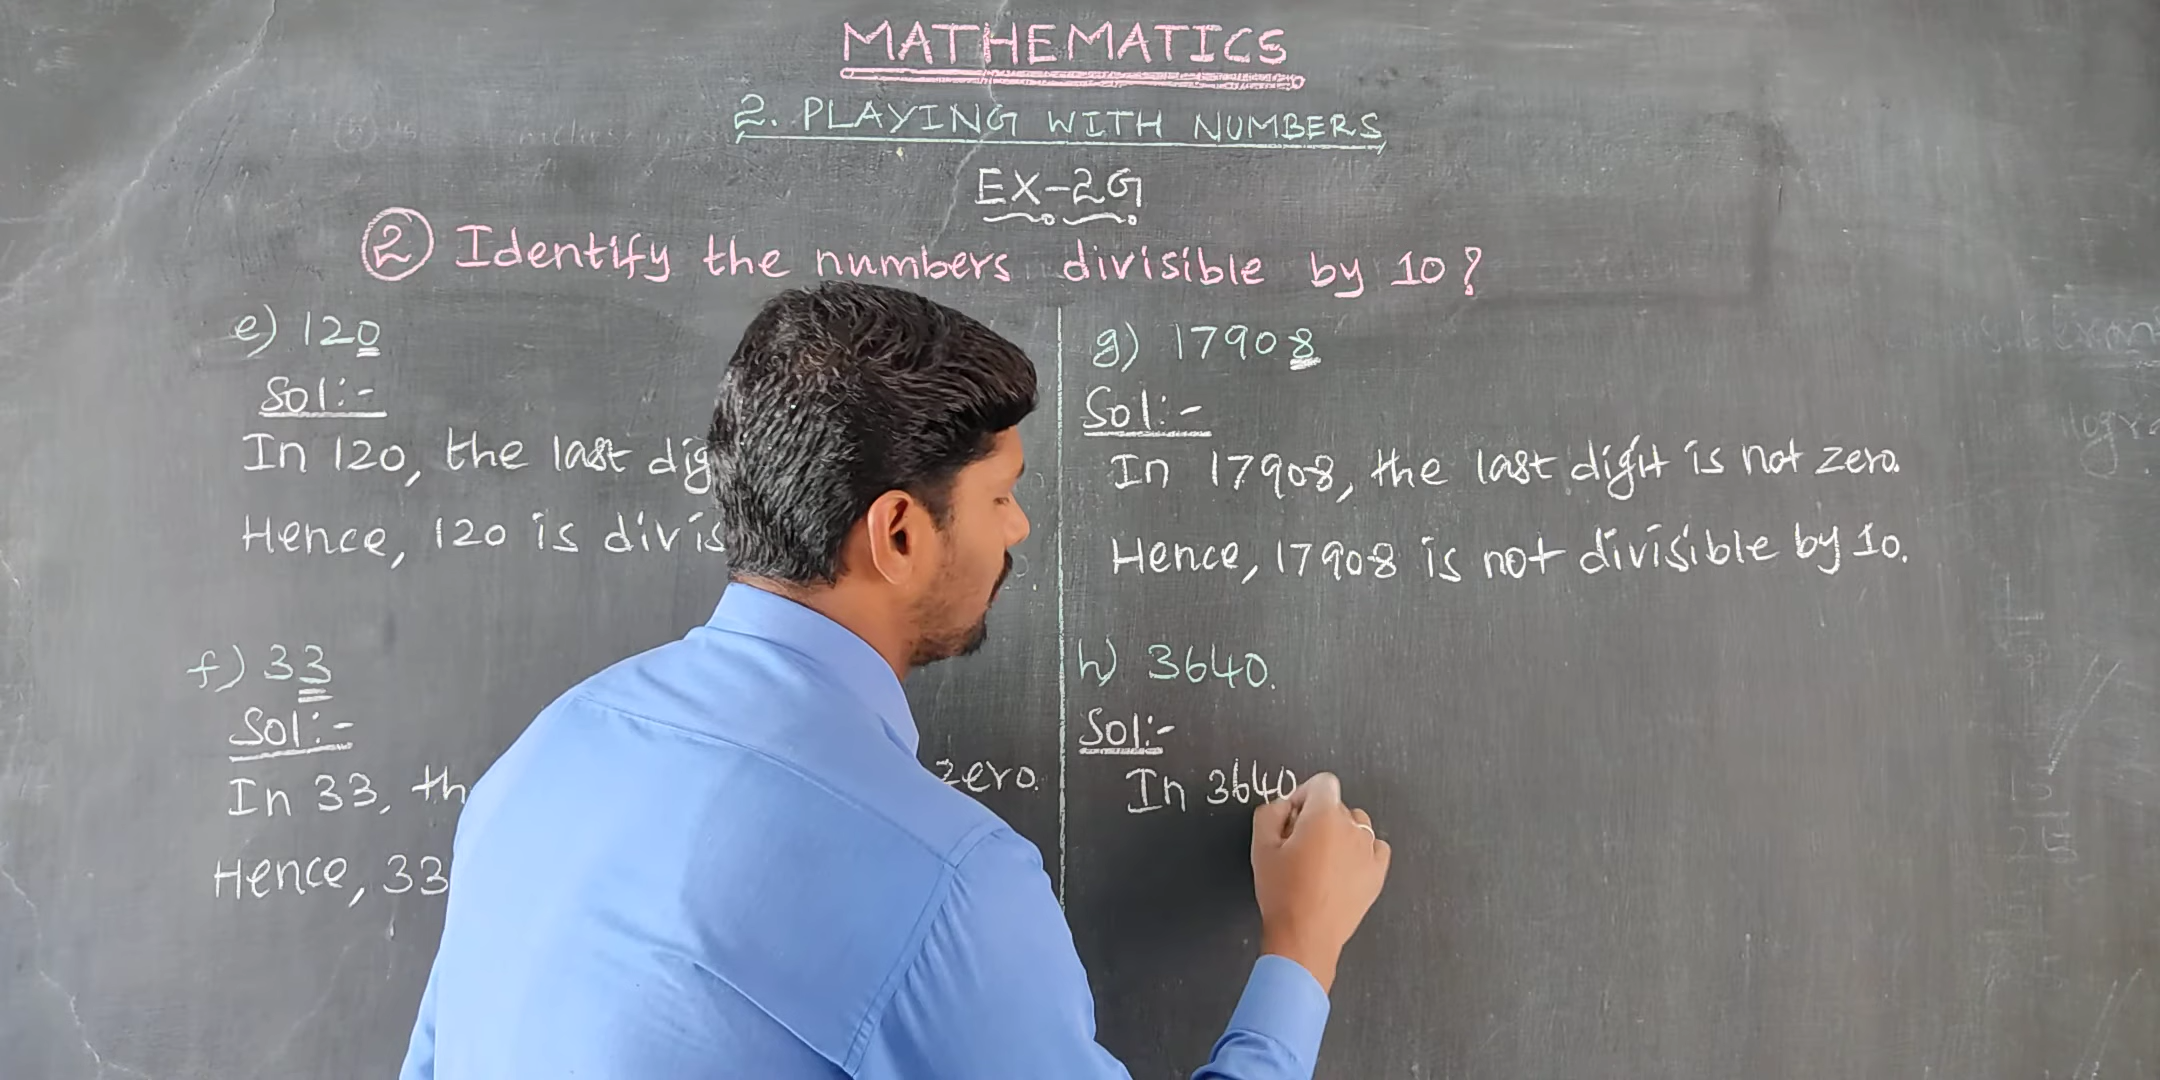 MATHEMATICS
2. PLAYING WITH NUMBERS
EX-2G
2 Identify the numbers divisible by 10?
e) 120
Sol:-
In 120, the last dig
Hence, 120 is divis
f) 33
Sol:-
In 33, th
zero.
Hence, 33
g) 17908
Sol:-
In 17908, the last digit is not zero.
Hence, 17908 is not divisible by 10.
h) 3640.
Sol:-
In 3640